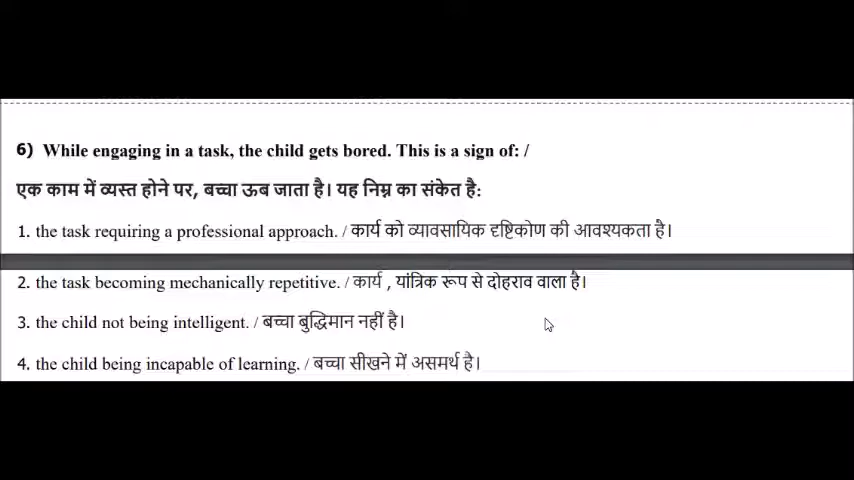 6) While engaging in a task, the child gets bored. This is a sign of: /
एक काम में व्यस्त होने पर, बच्चा ऊब जाता है। यह निम्न का संकेत है:
1. the task requiring a professional approach. / कार्य को व्यावसायिक दृष्टिकोण की आवश्यकता है।
2. the task becoming mechanically repetitive. / कार्य , यांत्रिक रूप से दोहराव वाला है।
3. the child not being intelligent. / बच्चा बुद्धिमान नहीं है।
4. the child being incapable of learning. / बच्चा सीखने में असमर्थ है।